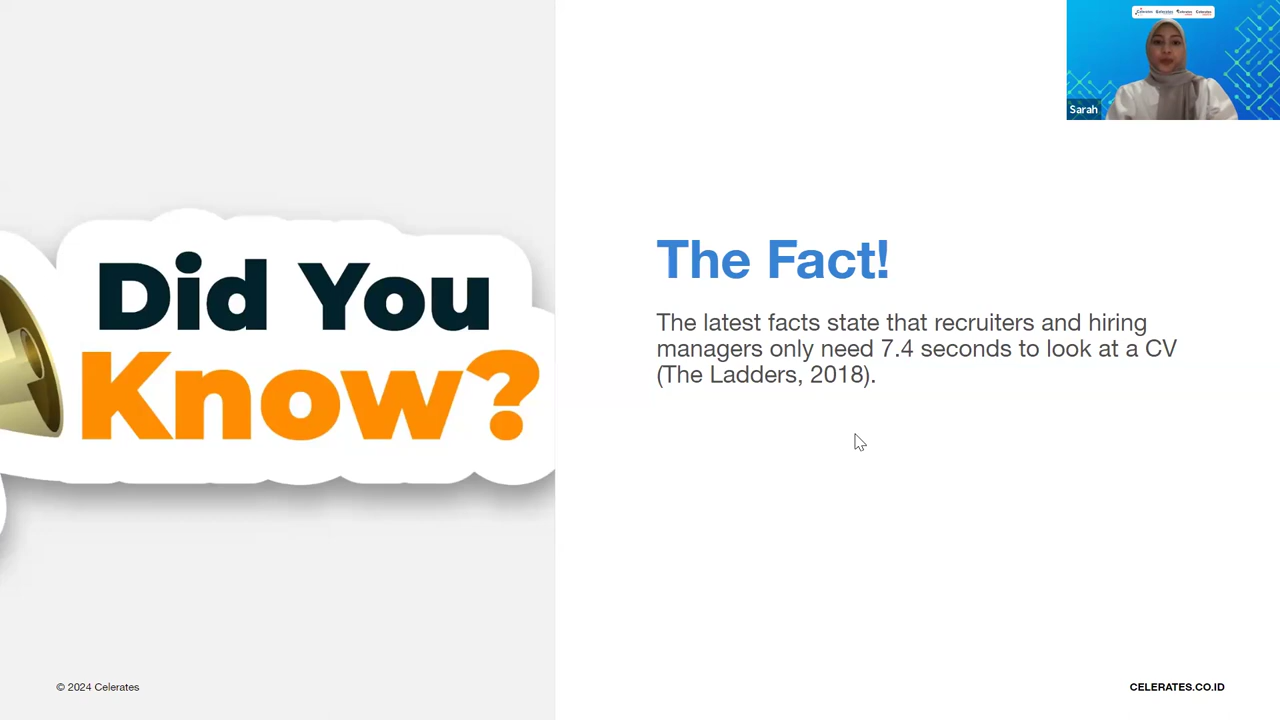 Sarah
Did You
Know?
The Fact!
The latest facts state that recruiters and hiring
managers only need 7.4 seconds to look at a CV
(The Ladders, 2018).
© 2024 Celerates
CELERATES.CO.ID